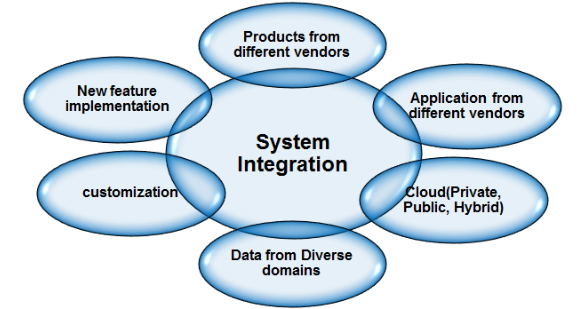 Products from
different vendors
New feature
implementation
Application from
different vendors
System
Integration
customization
Cloud(Private,
Public, Hybrid)
Data from Diverse
domains